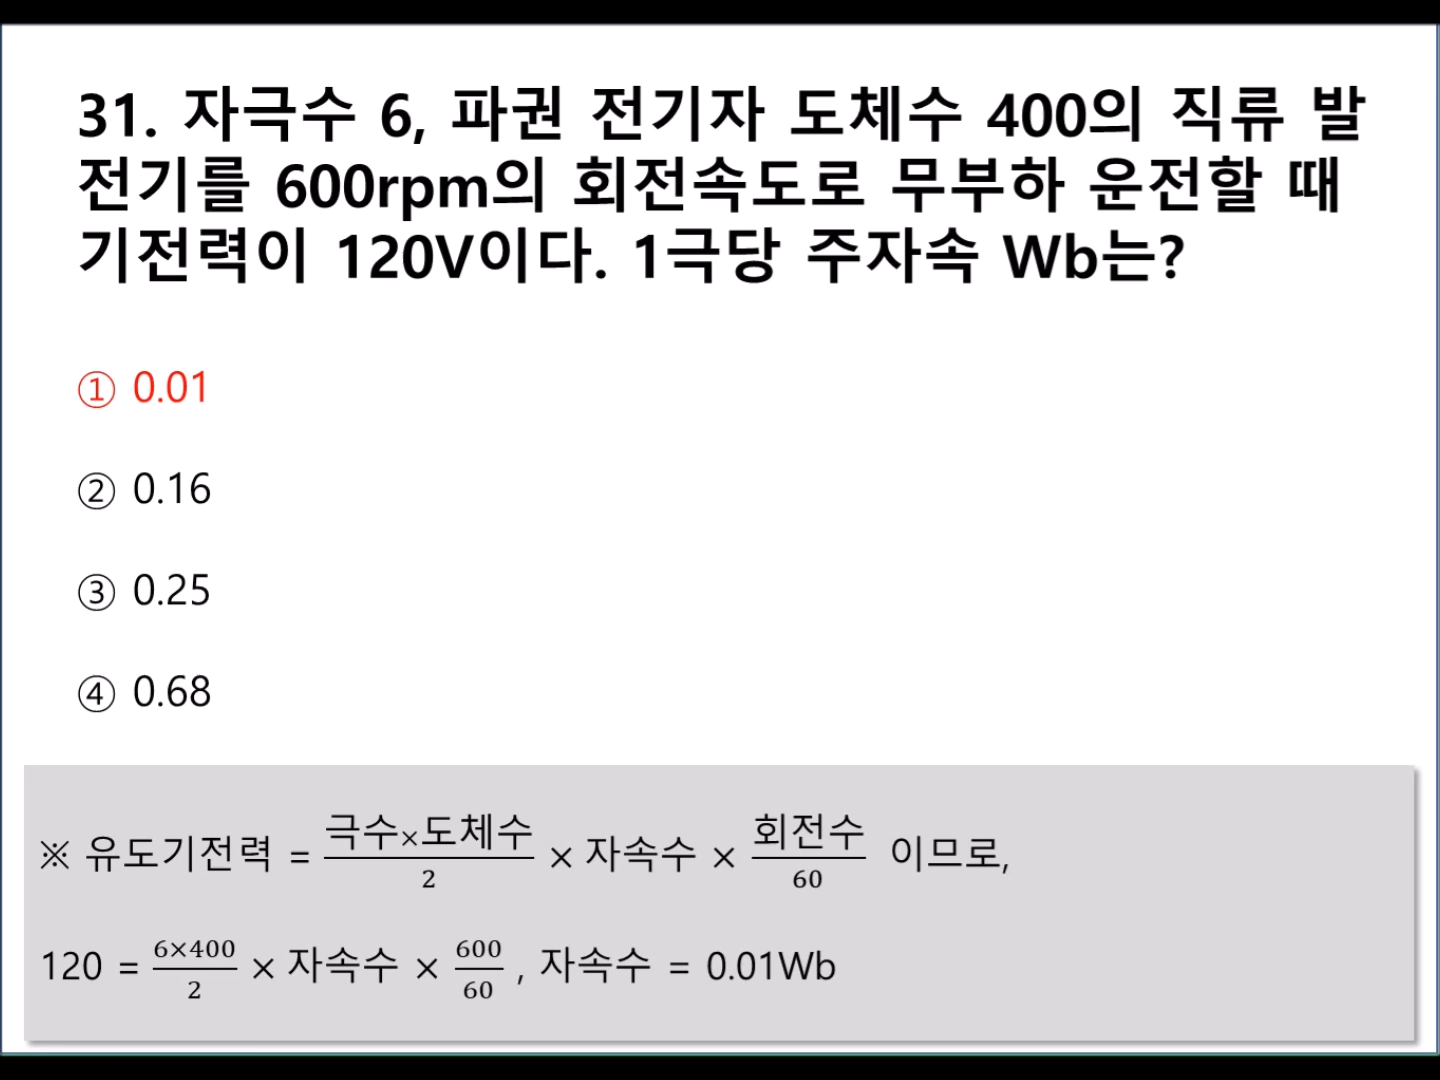 31. 자극수 6, 파권 전기자 도체수 400의 직류 발
전기를 600rpm의 회전속도로 무부하 운전할 때
기전력이 120V이다. 1극당 주자속 Wb는?
① 0.01
② 0.16
③ 0.25
④ 0.68
※ 유도기전력 = 극수×도체수/2 × 자속수 × 회전수/60 이므로,
120 = 6×400/2 × 자속수 × 600/60 , 자속수 = 0.01Wb